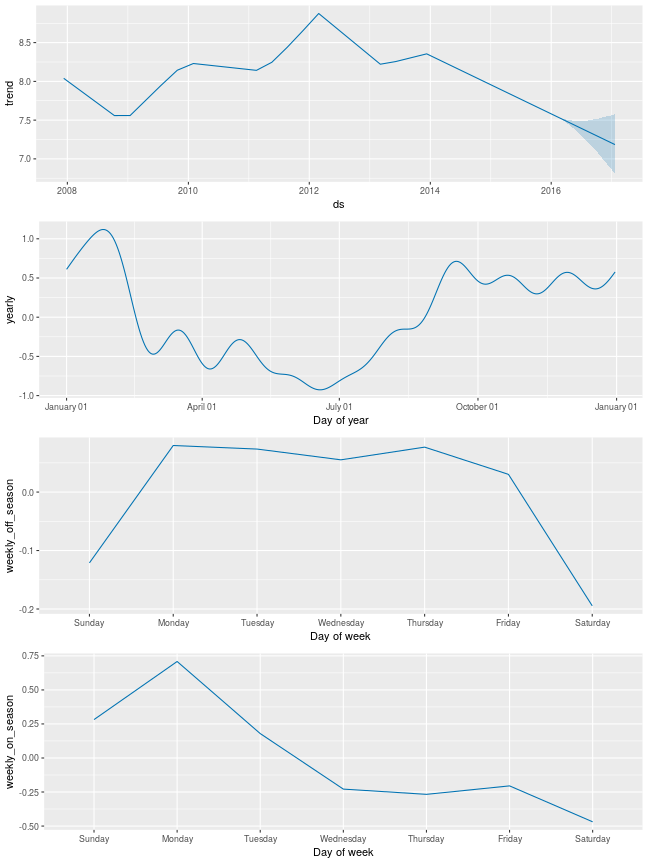 8.5
8.0
7.5
7.0
trend
2008 2010 2012 2014 2016
ds
1.0
0.5
0.0
-0.5
-1.0
yearly
January 01 April 01 July 01 October 01 January 01
Day of year
0.0
-0.1
-0.2
weekly_off_season
Sunday Monday Tuesday Wednesday Thursday Friday Saturday
Day of week
0.75
0.50
0.25
0.00
-0.25
-0.50
weekly_on_season
Sunday Monday Tuesday Wednesday Thursday Friday Saturday
Day of week